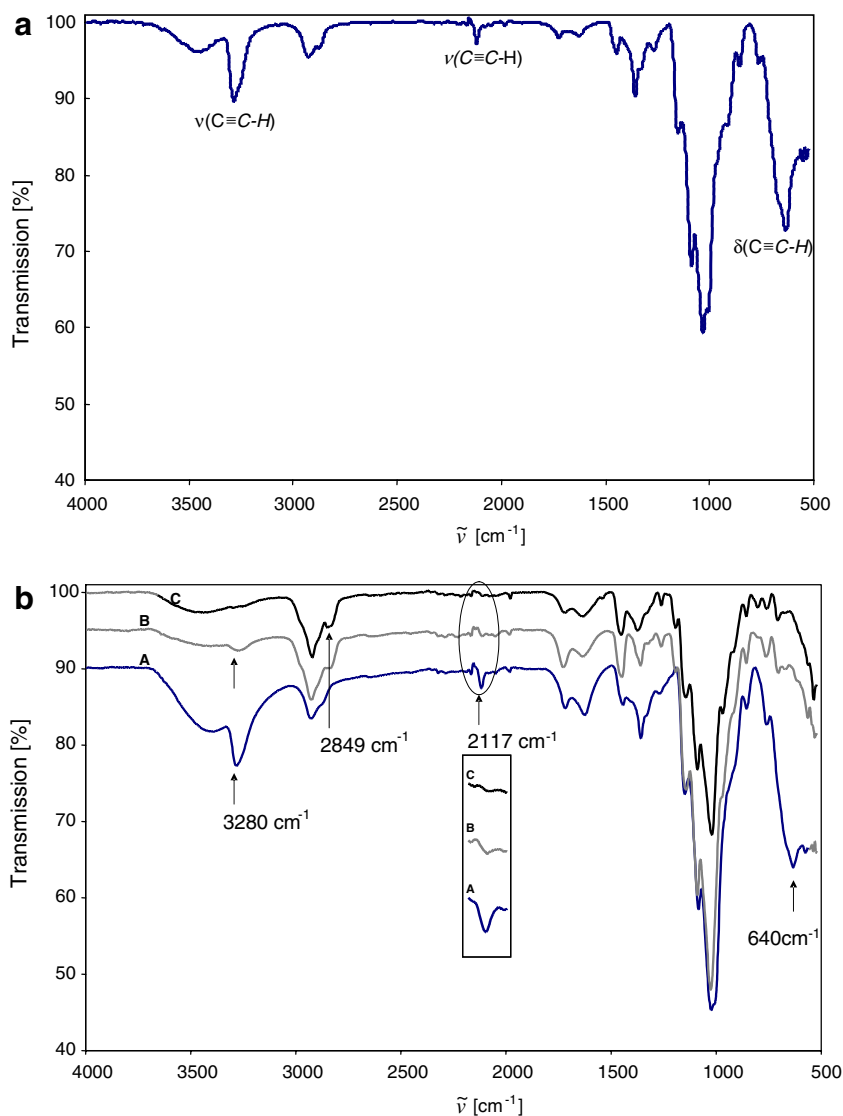 a
100
90
80
70
60
50
40
Transmission [%]
ν(C≡C-H)
ν(C≡C-H)
δ(C≡C-H)
4000 3500 3000 2500 2000 1500 1000 500
ṽ [cm⁻¹]
b
100
90
80
70
60
50
40
Transmission [%]
C
B
A
2849 cm⁻¹
2117 cm⁻¹
3280 cm⁻¹
C
B
A
640cm⁻¹
4000 3500 3000 2500 2000 1500 1000 500
ṽ [cm⁻¹]